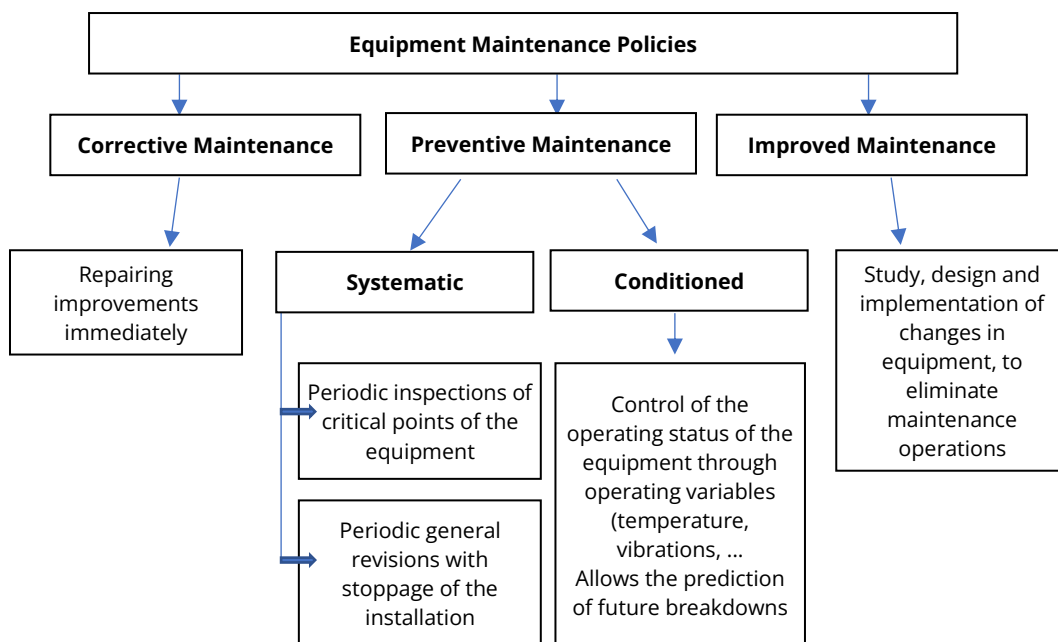 Equipment Maintenance Policies
Corrective Maintenance
Preventive Maintenance
Improved Maintenance
Repairing
improvements
immediately
Systematic
Conditioned
Study, design and
implementation of
changes in
equipment, to
eliminate
maintenance
operations
Periodic inspections of
critical points of the
equipment
Periodic general
revisions with
stoppage of the
installation
Control of the
operating status of the
equipment through
operating variables
(temperature,
vibrations, ...
Allows the prediction
of future breakdowns